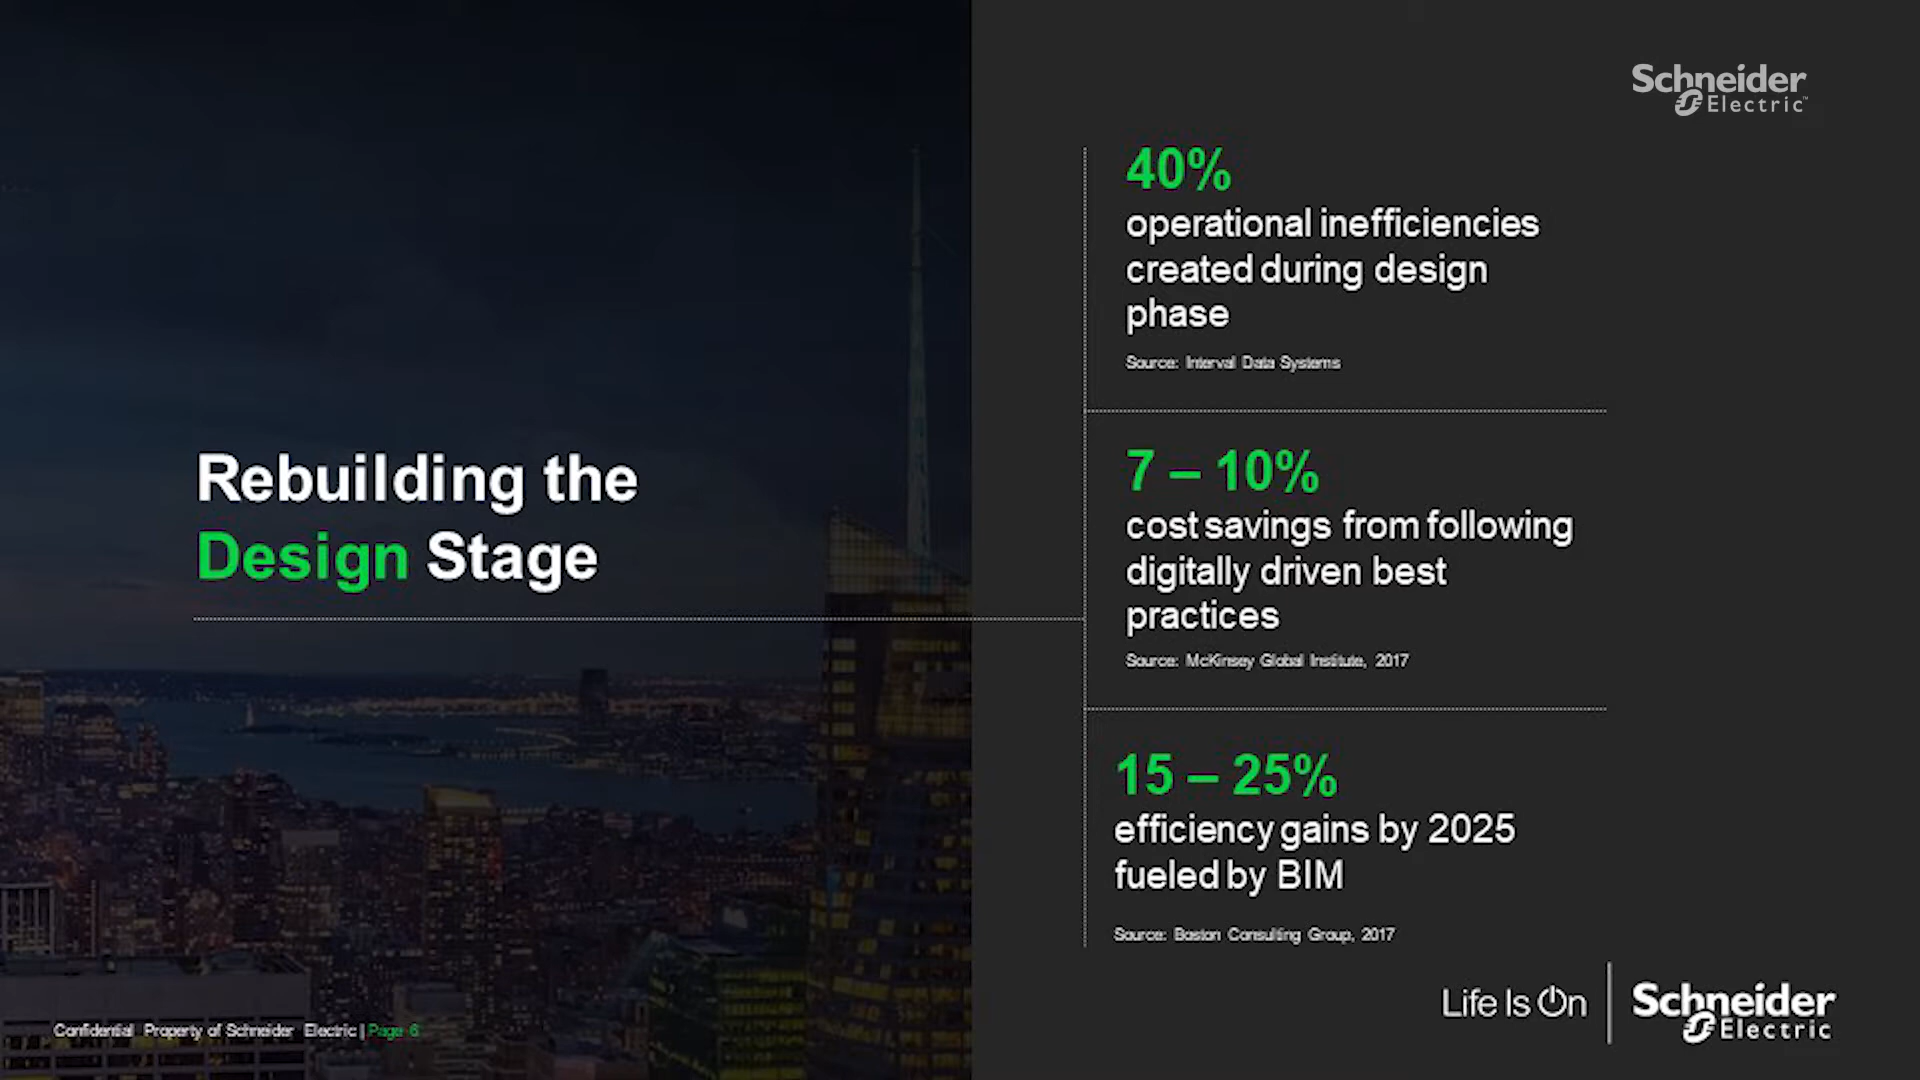 Schneider
Electric™
40%
operational inefficiencies
created during design
phase
Source: Interval Data Systems
Rebuilding the
Design Stage
7 – 10%
cost savings from following
digitally driven best
practices
Source: McKinsey Global Institute, 2017
15 – 25%
efficiency gains by 2025
fueled by BIM
Source: Boston Consulting Group, 2017
Life Is On
Schneider
Electric
Confidential Property of Schneider Electric | Page 6